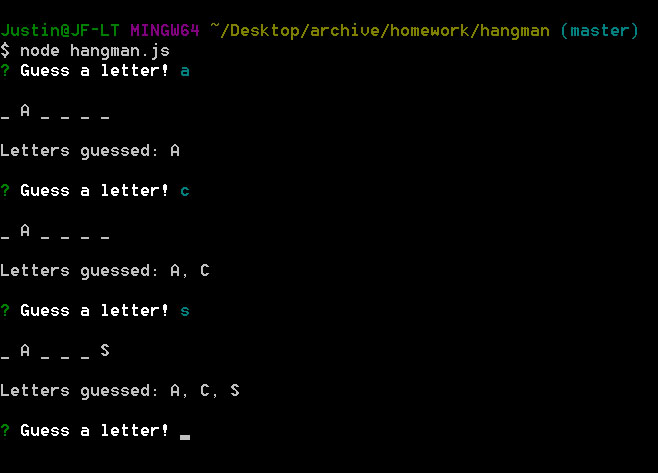 Justin@JF-LT MINGW64 ~/Desktop/archive/homework/hangman (master)
$ node hangman.js
? Guess a letter! a
_ A _ _ _ _
Letters guessed: A
? Guess a letter! c
_ A _ _ _ _
Letters guessed: A, C
? Guess a letter! s
_ A _ _ _ S
Letters guessed: A, C, S
? Guess a letter!